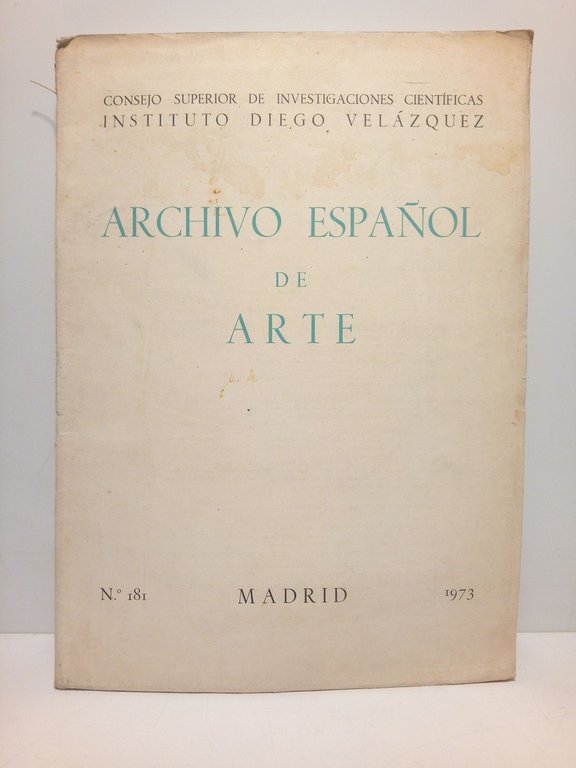 CONSEJO SUPERIOR DE INVESTIGACIONES CIENTÍFICAS
INSTITUTO DIEGO VELÁZQUEZ
ARCHIVO ESPAÑOL
DE
ARTE
N.º 181 MADRID 1973